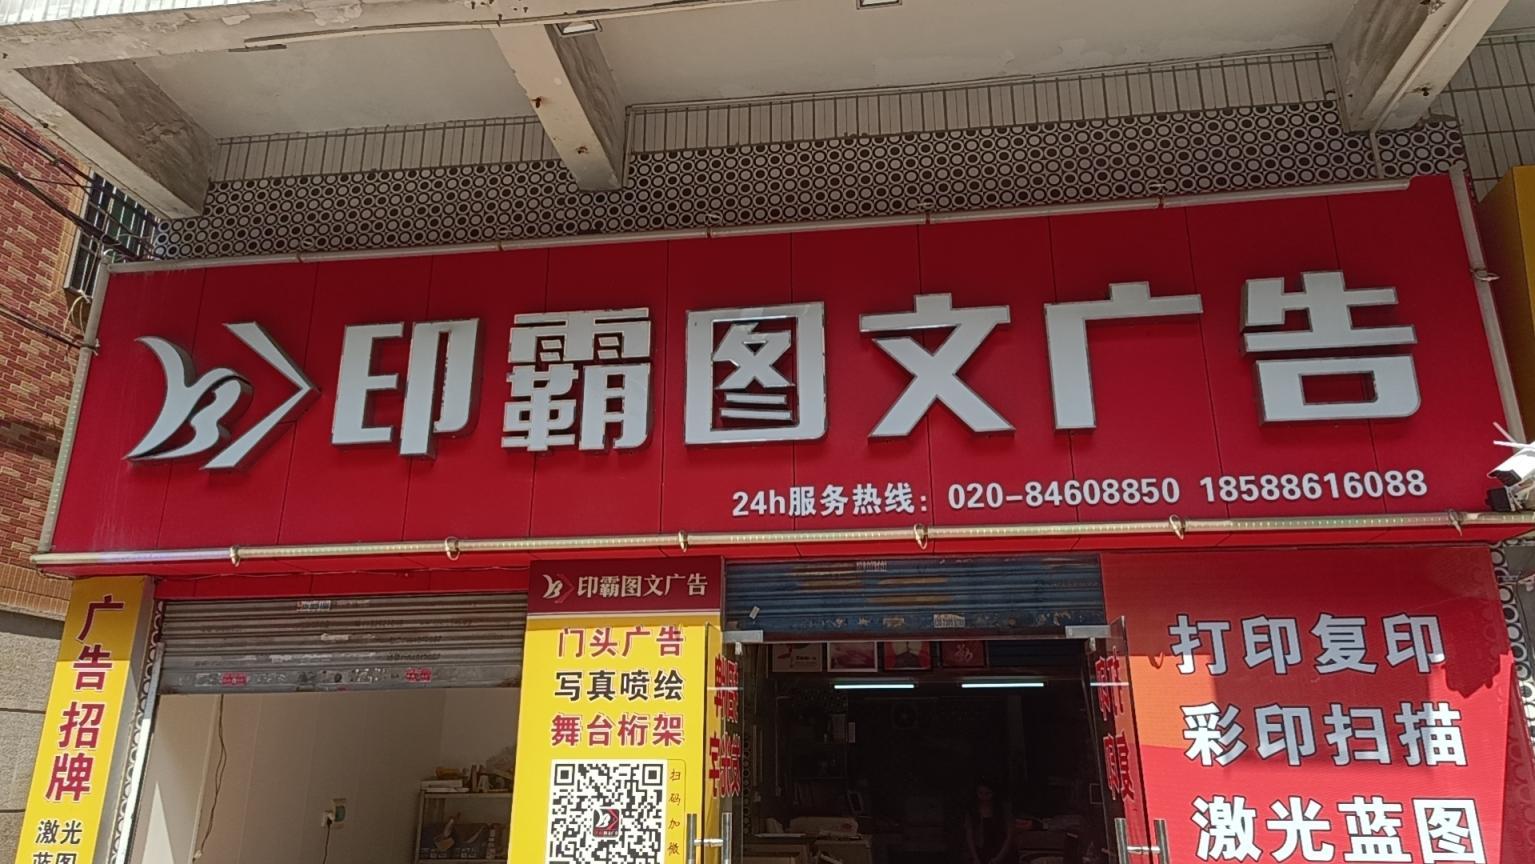 印霸图文广告
24h服务热线：020-84608850 18588616088
广告招牌
激光
蓝图
印霸图文广告
门头广告
写真喷绘
舞台桁架
扫码加微
打印复印
彩印扫描
激光蓝图